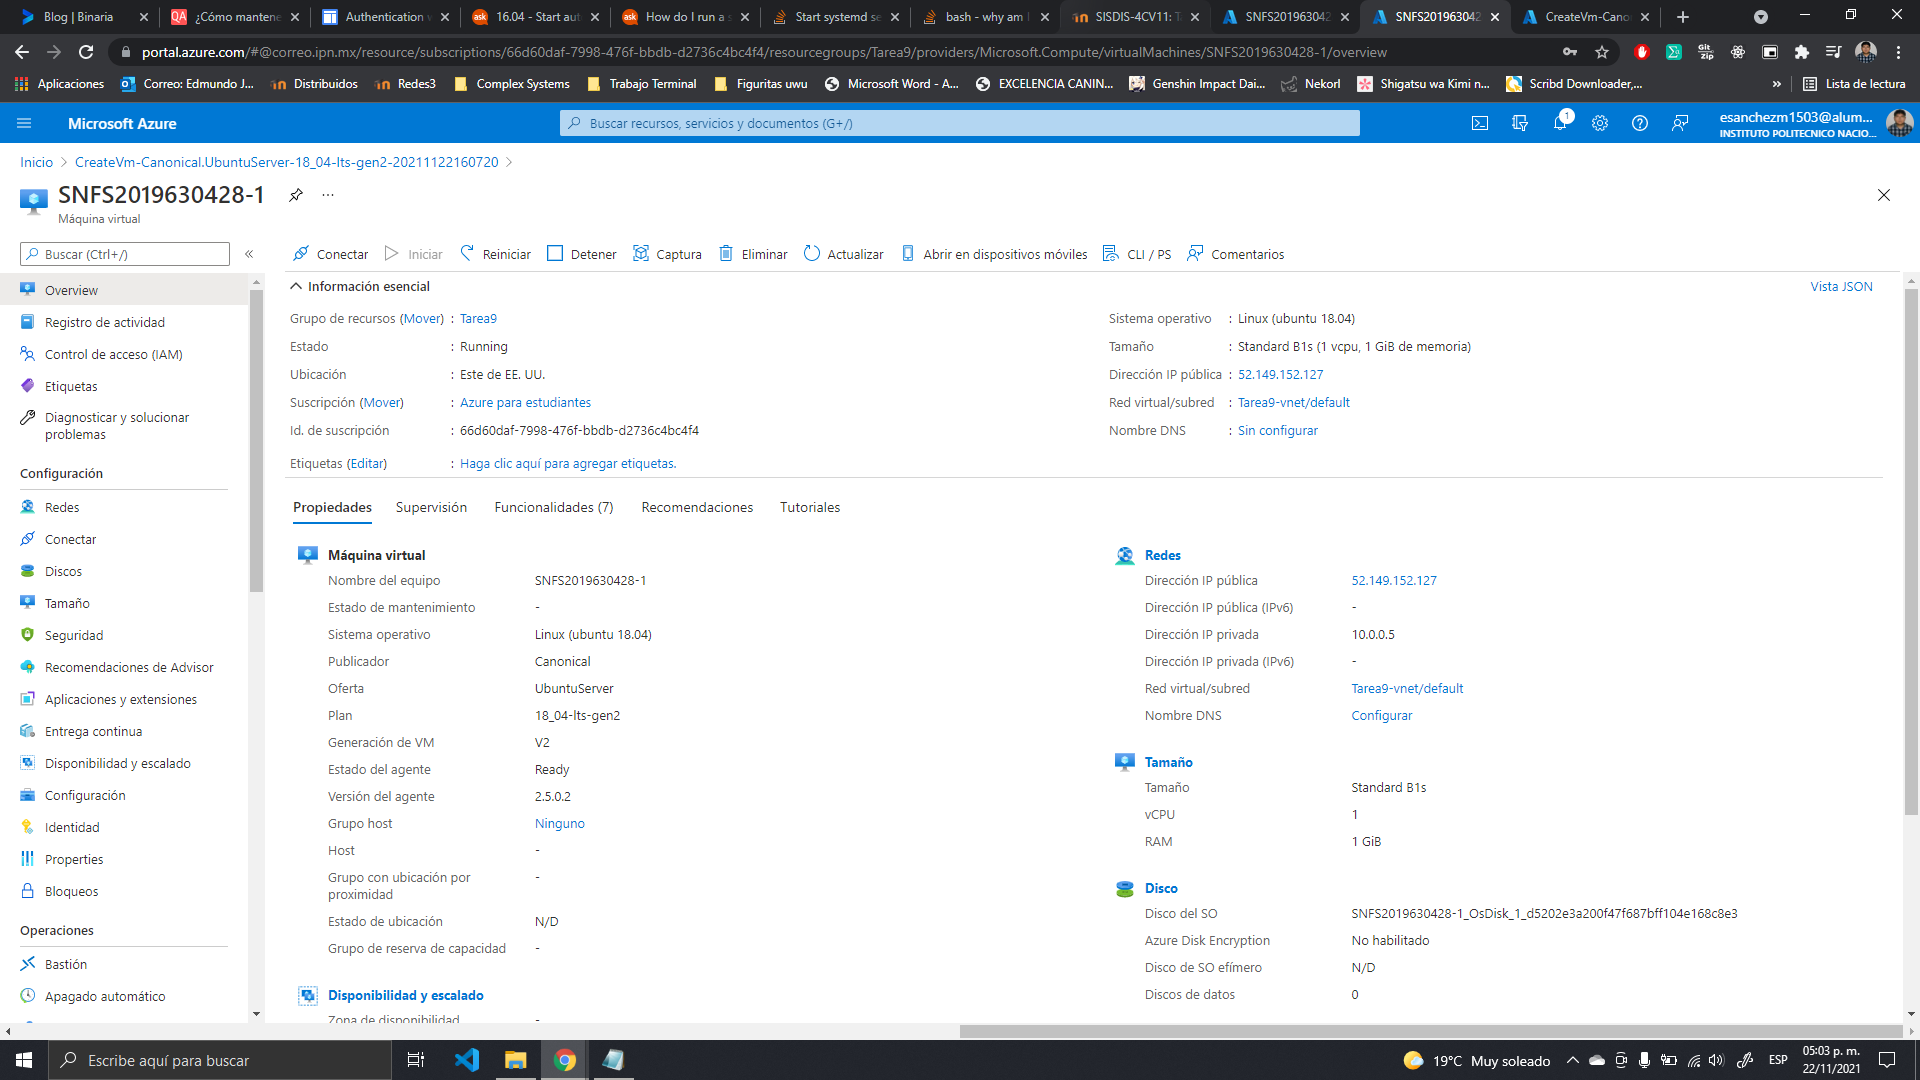 Blog | Binaria
¿Cómo mantene
Authentication v
16.04 - Start aut
How do I run a s
Start systemd se
bash - why am I
SISDIS-4CV11: T
SNFS201963042
SNFS201963042
CreateVm-Cano
portal.azure.com/#@correo.ipn.mx/resource/subscriptions/66d60daf-7998-476f-bbdb-d2736c4bc4f4/resourcegroups/Tarea9/providers/Microsoft.Compute/virtualMachines/SNFS2019630428-1/overview
Aplicaciones
Correo: Edmundo J...
Distribuidos
Redes3
Complex Systems
Trabajo Terminal
Figuritas uwu
Microsoft Word - A...
EXCELENCIA CANIN...
Genshin Impact Dai...
Nekorl
Shigatsu wa Kimi n...
Scribd Downloader,...
»
Lista de lectura
Microsoft Azure
Buscar recursos, servicios y documentos (G+/)
1
esanchezm1503@alum...
INSTITUTO POLITECNICO NACIO...
Inicio > CreateVm-Canonical.UbuntuServer-18_04-lts-gen2-20211122160720 >
SNFS2019630428-1
Máquina virtual
Buscar (Ctrl+/)
«
Conectar
Iniciar
Reiniciar
Detener
Captura
Eliminar
Actualizar
Abrir en dispositivos móviles
CLI / PS
Comentarios
Overview
Registro de actividad
Control de acceso (IAM)
Etiquetas
Diagnosticar y solucionar
problemas
Configuración
Redes
Conectar
Discos
Tamaño
Seguridad
Recomendaciones de Advisor
Aplicaciones y extensiones
Entrega continua
Disponibilidad y escalado
Configuración
Identidad
Properties
Bloqueos
Operaciones
Bastión
Apagado automático
Información esencial
Vista JSON
Grupo de recursos (Mover) : Tarea9
Estado : Running
Ubicación : Este de EE. UU.
Suscripción (Mover) : Azure para estudiantes
Id. de suscripción : 66d60daf-7998-476f-bbdb-d2736c4bc4f4
Etiquetas (Editar) : Haga clic aquí para agregar etiquetas.
Sistema operativo : Linux (ubuntu 18.04)
Tamaño : Standard B1s (1 vcpu, 1 GiB de memoria)
Dirección IP pública : 52.149.152.127
Red virtual/subred : Tarea9-vnet/default
Nombre DNS : Sin configurar
Propiedades
Supervisión
Funcionalidades (7)
Recomendaciones
Tutoriales
Máquina virtual
Nombre del equipo SNFS2019630428-1
Estado de mantenimiento -
Sistema operativo Linux (ubuntu 18.04)
Publicador Canonical
Oferta UbuntuServer
Plan 18_04-lts-gen2
Generación de VM V2
Estado del agente Ready
Versión del agente 2.5.0.2
Grupo host Ninguno
Host -
Grupo con ubicación por -
proximidad
Estado de ubicación N/D
Grupo de reserva de capacidad -
Disponibilidad y escalado
Zona de disponibilidad -
Redes
Dirección IP pública 52.149.152.127
Dirección IP pública (IPv6) -
Dirección IP privada 10.0.0.5
Dirección IP privada (IPv6) -
Red virtual/subred Tarea9-vnet/default
Nombre DNS Configurar
Tamaño
Tamaño Standard B1s
vCPU 1
RAM 1 GiB
Disco
Disco del SO SNFS2019630428-1_OsDisk_1_d5202e3a200f47f687bff104e168c8e3
Azure Disk Encryption No habilitado
Disco de SO efímero N/D
Discos de datos 0
Escribe aquí para buscar
19°C Muy soleado
ESP
05:03 p. m.
22/11/2021